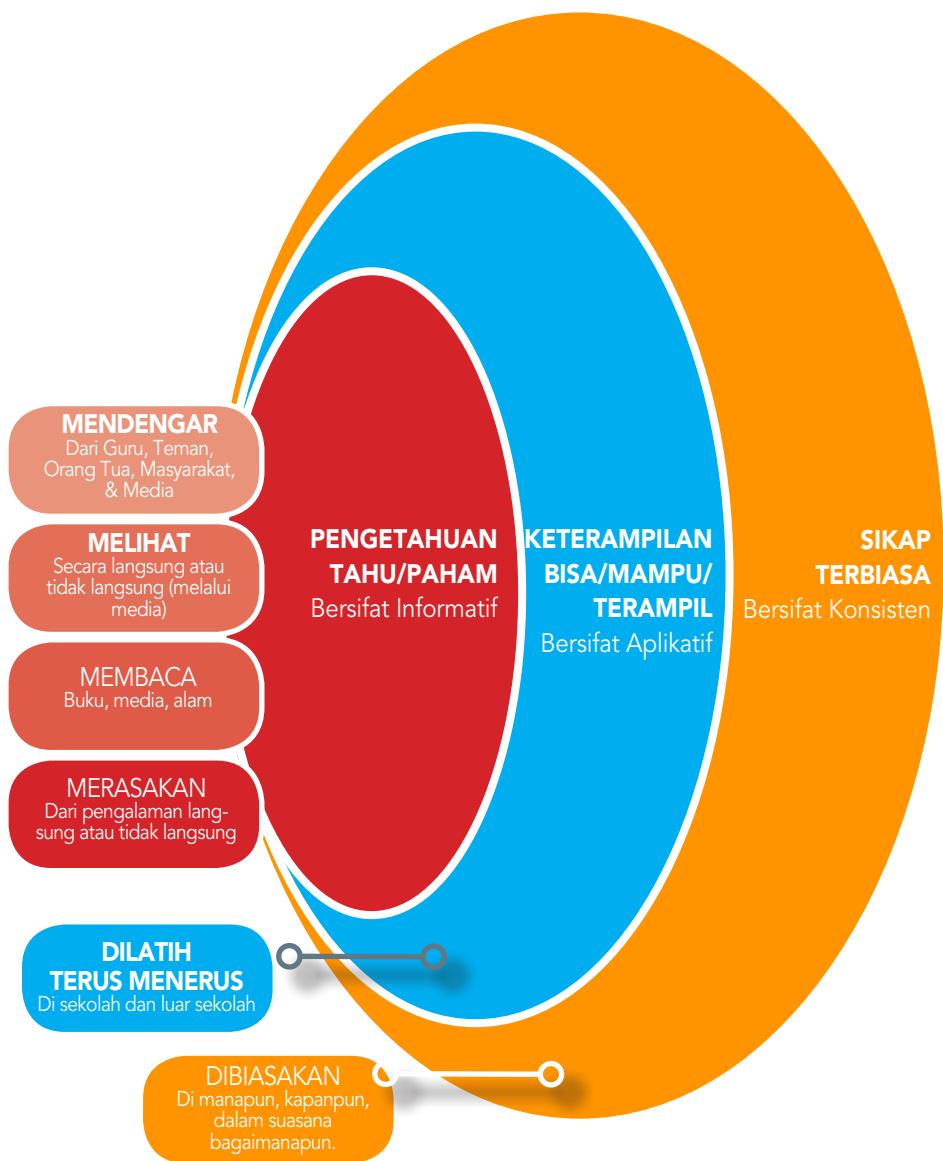 MENDENGAR
Dari Guru, Teman,
Orang Tua, Masyarakat,
& Media
MELIHAT
Secara langsung atau
tidak langsung (melalui
media)
MEMBACA
Buku, media, alam
MERASAKAN
Dari pengalaman lang-
sung atau tidak langsung
PENGETAHUAN
TAHU/PAHAM
Bersifat Informatif
KETERAMPILAN
BISA/MAMPU/
TERAMPIL
Bersifat Aplikatif
SIKAP
TERBIASA
Bersifat Konsisten
DILATIH
TERUS MENERUS
Di sekolah dan luar sekolah
DIBIASAKAN
Di manapun, kapanpun,
dalam suasana
bagaimanapun.